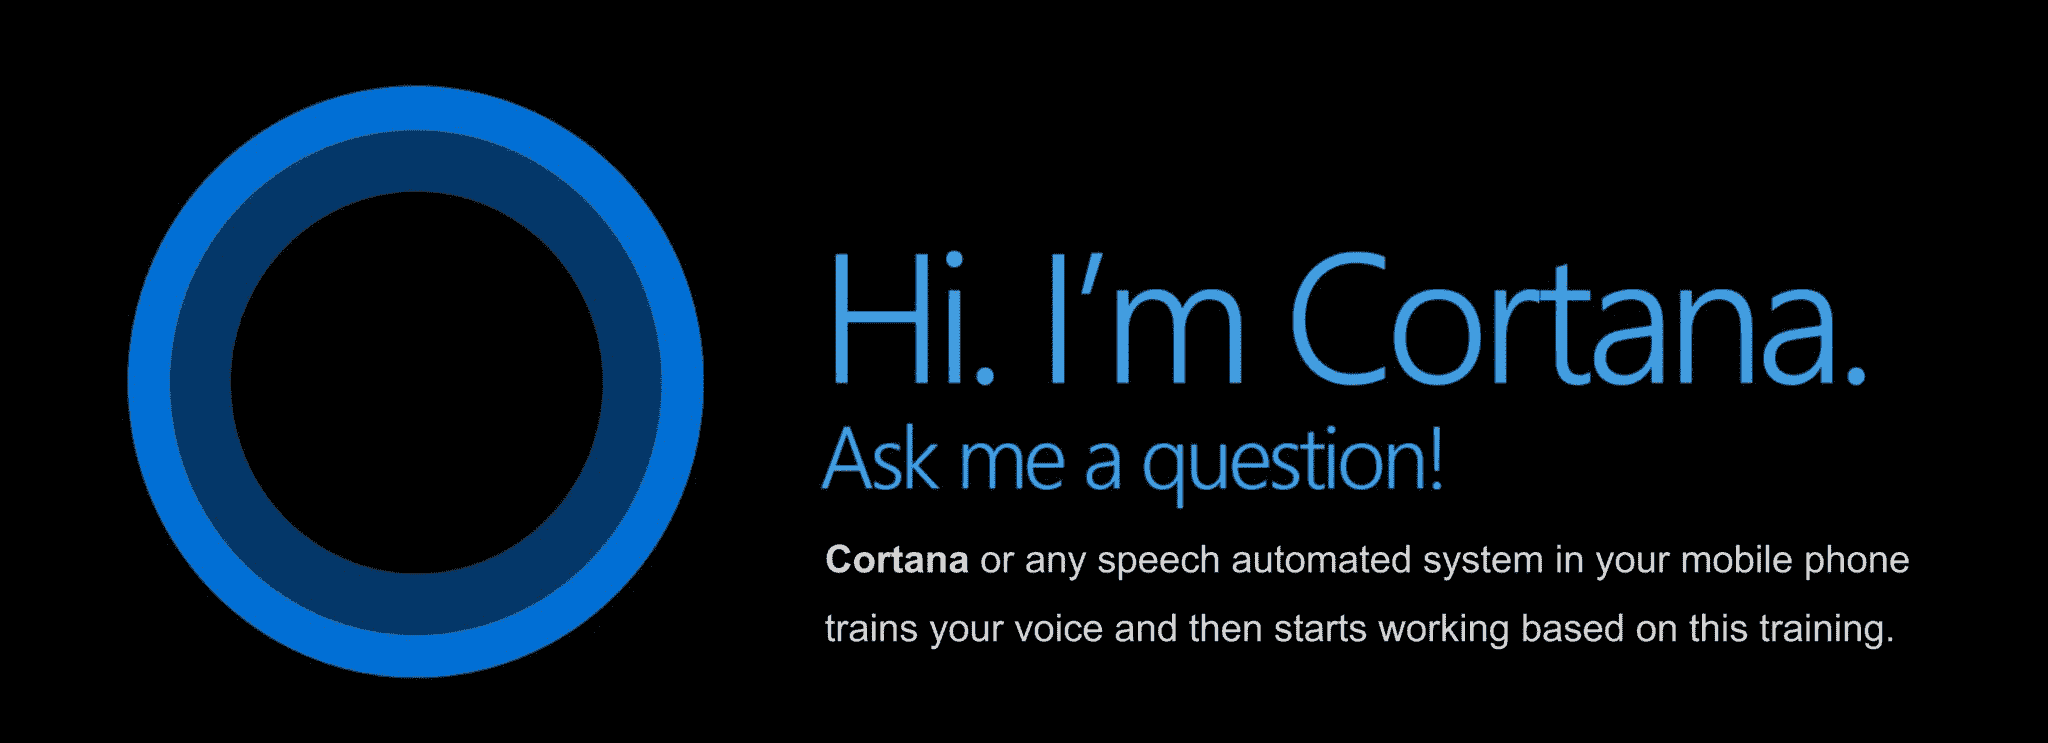 Hi. I’m Cortana.
Ask me a question!
Cortana or any speech automated system in your mobile phone
trains your voice and then starts working based on this training.